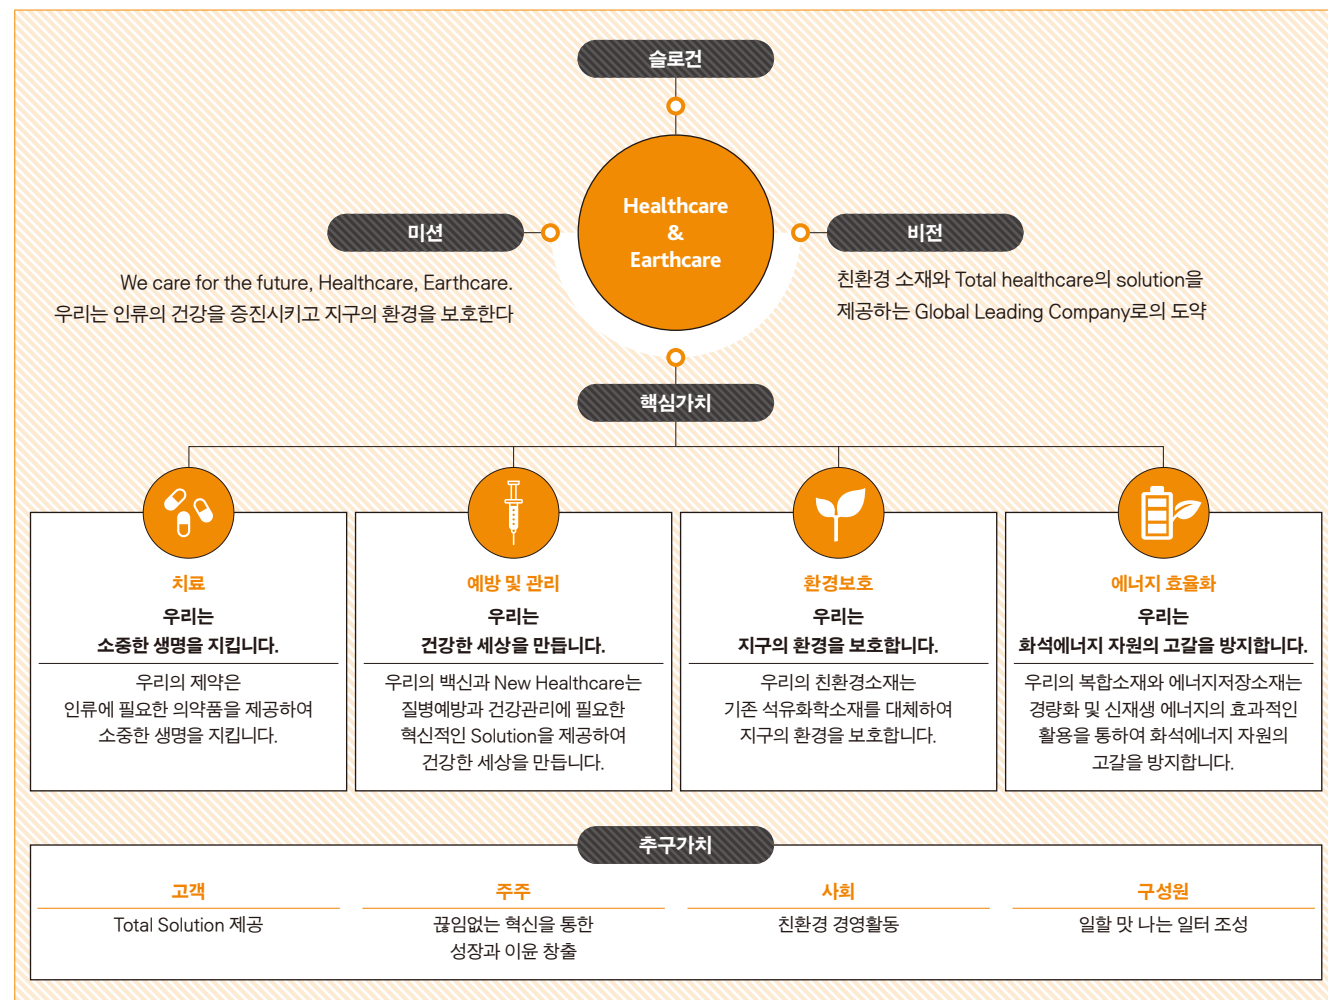 슬로건
Healthcare
&
Earthcare
미션
We care for the future, Healthcare, Earthcare.
우리는 인류의 건강을 증진시키고 지구의 환경을 보호한다
비전
친환경 소재와 Total healthcare의 solution을
제공하는 Global Leading Company로의 도약
핵심가치
치료
우리는
소중한 생명을 지킵니다.
우리의 제약은
인류에 필요한 의약품을 제공하여
소중한 생명을 지킵니다.
예방 및 관리
우리는
건강한 세상을 만듭니다.
우리의 백신과 New Healthcare는
질병예방과 건강관리에 필요한
혁신적인 Solution을 제공하여
건강한 세상을 만듭니다.
환경보호
우리는
지구의 환경을 보호합니다.
우리의 친환경소재는
기존 석유화학소재를 대체하여
지구의 환경을 보호합니다.
에너지 효율화
우리는
화석에너지 자원의 고갈을 방지합니다.
우리의 복합소재와 에너지저장소재는
경량화 및 신재생 에너지의 효과적인
활용을 통하여 화석에너지 자원의
고갈을 방지합니다.
추구가치
고객
Total Solution 제공
주주
끊임없는 혁신을 통한
성장과 이윤 창출
사회
친환경 경영활동
구성원
일할 맛 나는 일터 조성